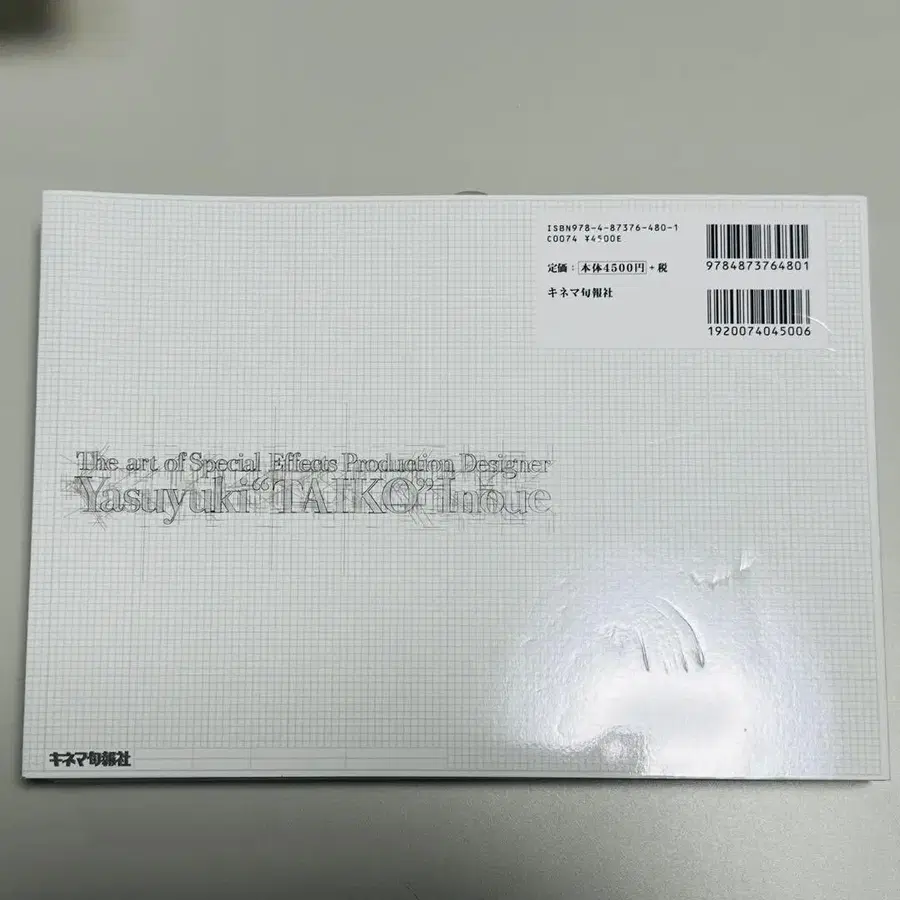 ISBN978-4-87376-480-1
C0074 ¥4500E
定価：本体4500円+税
キネマ旬報社
9784873764801
1920074045006
The art of Special Effects Production Designer
Yasuyuki“TAIKO”Inoue
キネマ旬報社